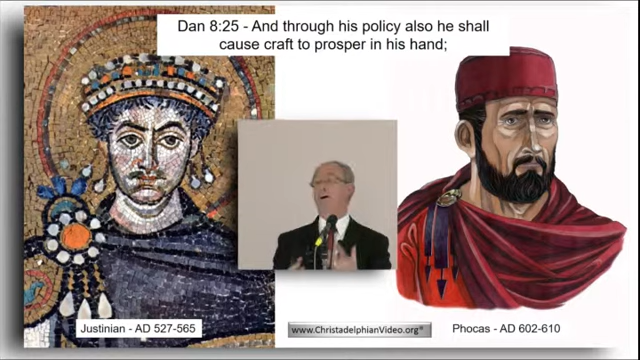 Dan 8:25 - And through his policy also he shall
cause craft to prosper in his hand;
Justinian - AD 527-565
www.ChristadelphianVideo.org®
Phocas - AD 602-610